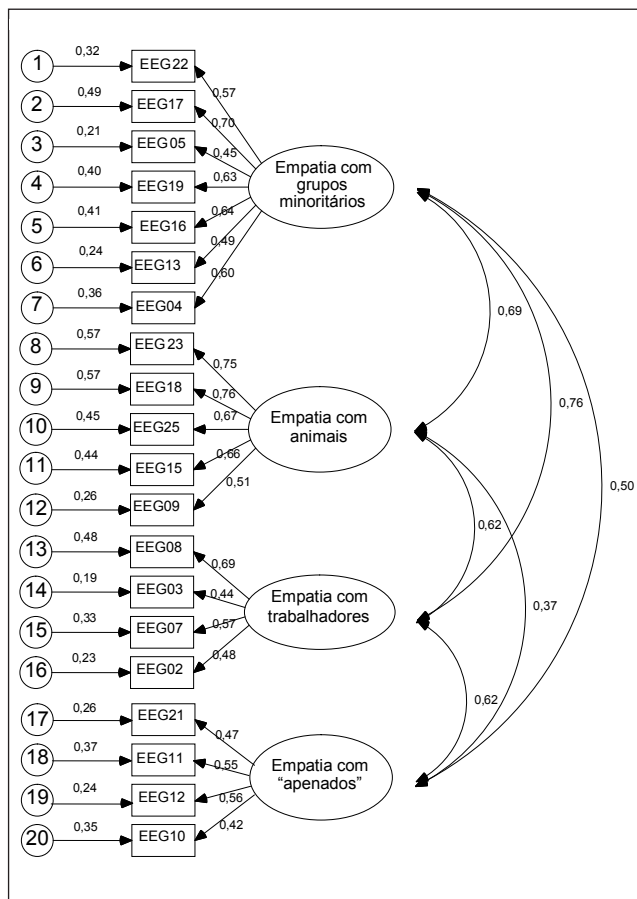 1 0,32 EEG22 0,57
2 0,49 EEG17 0,70
3 0,21 EEG05 0,45
4 0,40 EEG19 0,63
5 0,41 EEG16 0,64
6 0,24 EEG13 0,49
7 0,36 EEG04 0,60
Empatia com
grupos
minoritários
8 0,57 EEG23 0,75
9 0,57 EEG18 0,76
10 0,45 EEG25 0,67
11 0,44 EEG15 0,66
12 0,26 EEG09 0,51
Empatia com
animais
13 0,48 EEG08 0,69
14 0,19 EEG03 0,44
15 0,33 EEG07 0,57
16 0,23 EEG02 0,48
Empatia com
trabalhadores
17 0,26 EEG21 0,47
18 0,37 EEG11 0,55
19 0,24 EEG12 0,56
20 0,35 EEG10 0,42
Empatia com
“apenados”
0,69
0,76
0,50
0,62
0,37
0,62